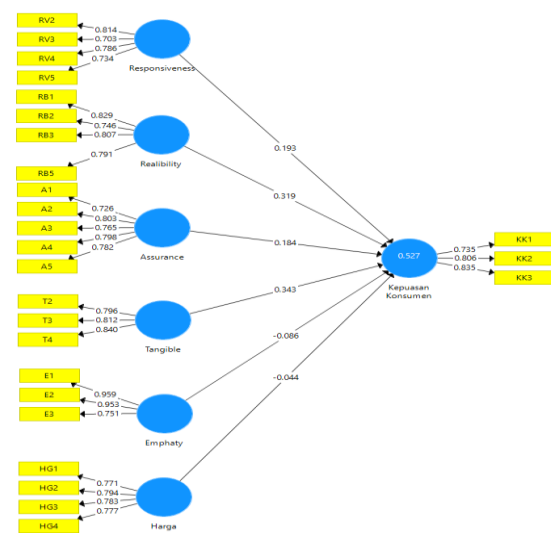 RV2
RV3
RV4
RV5
0.814
0.703
0.786
0.734
Responsiveness
RB1
RB2
RB3
RB5
0.829
0.746
0.807
0.791
Realibility
A1
A2
A3
A4
A5
0.726
0.803
0.765
0.798
0.782
Assurance
T2
T3
T4
0.796
0.812
0.840
Tangible
E1
E2
E3
0.959
0.953
0.751
Emphaty
HG1
HG2
HG3
HG4
0.771
0.794
0.783
0.777
Harga
0.193
0.319
0.184
0.343
-0.086
-0.044
0.527
Kepuasan
Konsumen
0.735
0.806
0.835
KK1
KK2
KK3